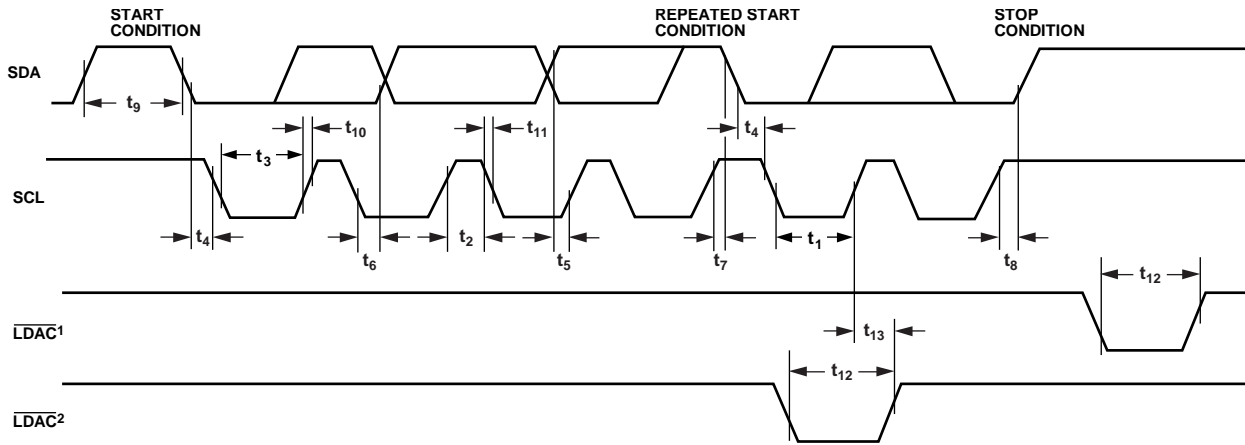 START
CONDITION
REPEATED START
CONDITION
STOP
CONDITION
SDA
t9
t10
t11
t4
t3
SCL
t4
t6
t2
t5
t7
t1
t8
t12
LDAC1
t13
t12
LDAC2